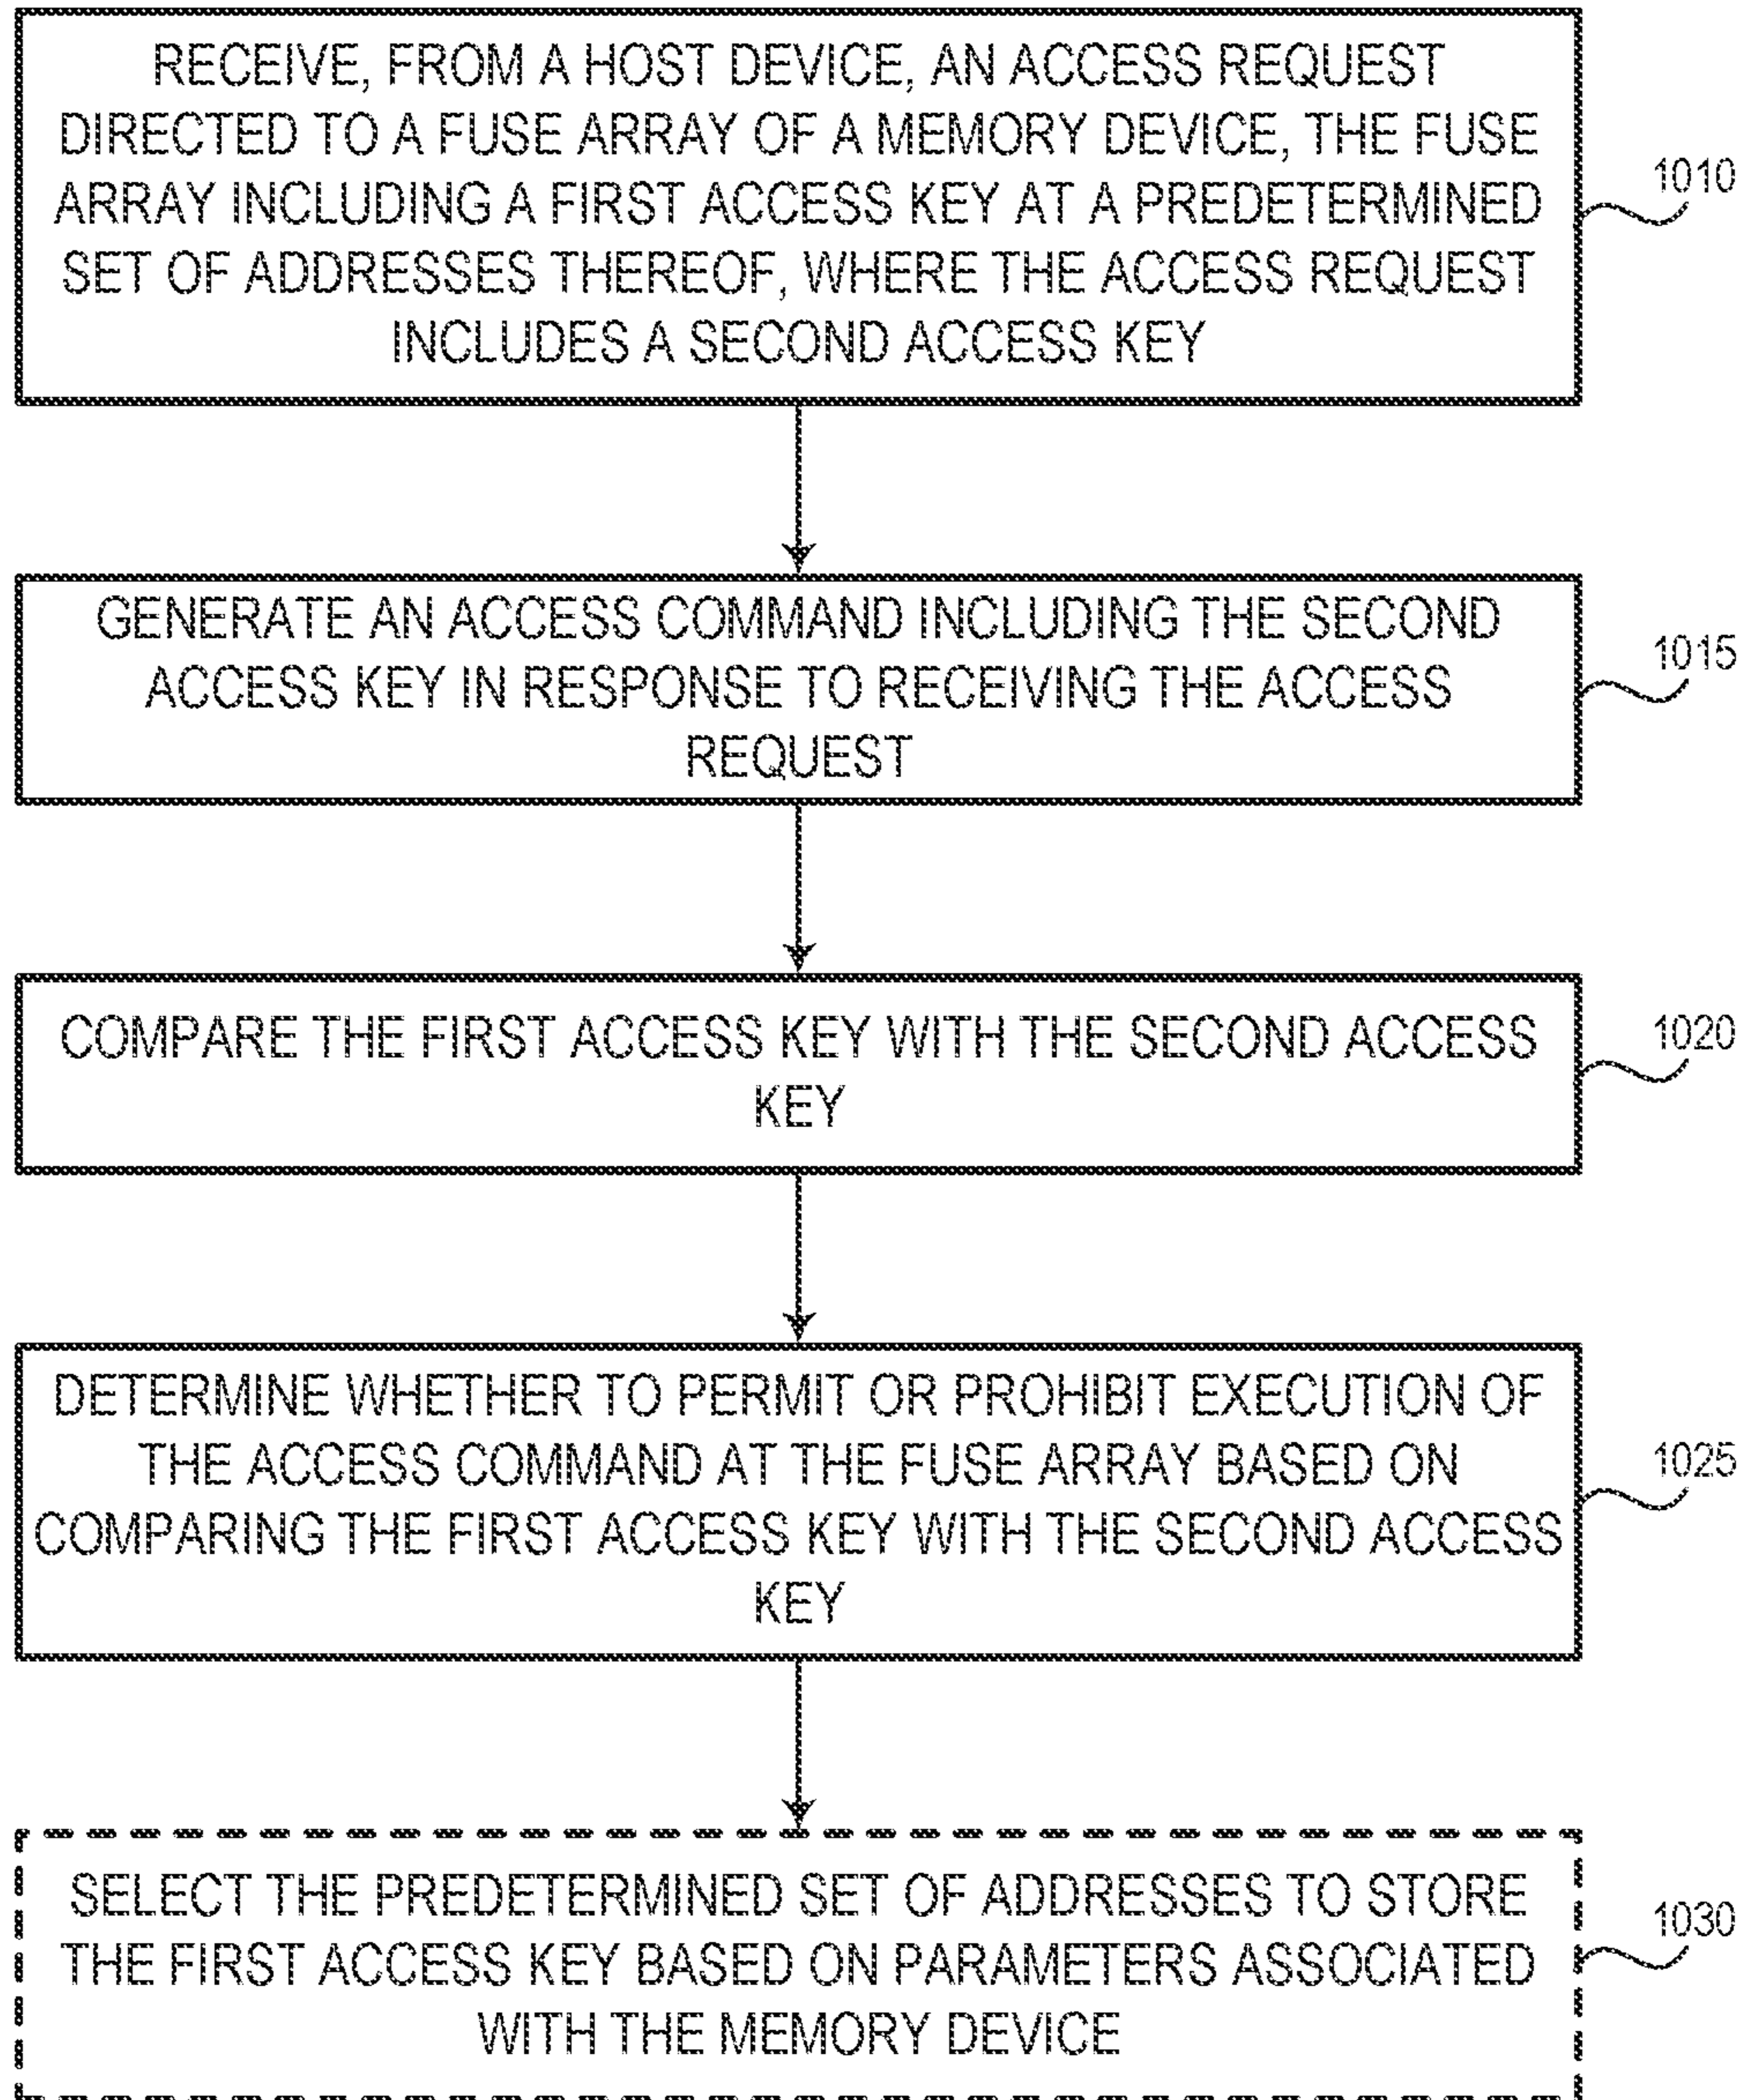 RECEIVE, FROM A HOST DEVICE, AN ACCESS REQUEST
DIRECTED TO A FUSE ARRAY OF A MEMORY DEVICE, THE FUSE
ARRAY INCLUDING A FIRST ACCESS KEY AT A PREDETERMINED
SET OF ADDRESSES THEREOF, WHERE THE ACCESS REQUEST
INCLUDES A SECOND ACCESS KEY
1010
GENERATE AN ACCESS COMMAND INCLUDING THE SECOND
ACCESS KEY IN RESPONSE TO RECEIVING THE ACCESS
REQUEST
1015
COMPARE THE FIRST ACCESS KEY WITH THE SECOND ACCESS
KEY
1020
DETERMINE WHETHER TO PERMIT OR PROHIBIT EXECUTION OF
THE ACCESS COMMAND AT THE FUSE ARRAY BASED ON
COMPARING THE FIRST ACCESS KEY WITH THE SECOND ACCESS
KEY
1025
SELECT THE PREDETERMINED SET OF ADDRESSES TO STORE
THE FIRST ACCESS KEY BASED ON PARAMETERS ASSOCIATED
WITH THE MEMORY DEVICE
1030